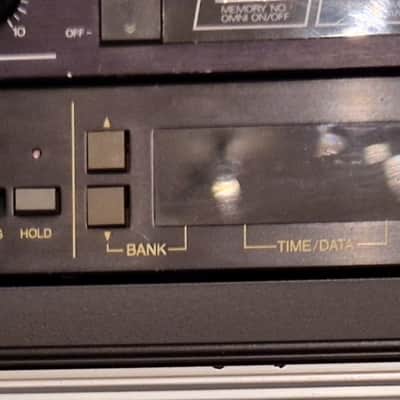 10
OFF
MEMORY NO.
OMNI ON/OFF
HOLD
BANK
TIME/DATA